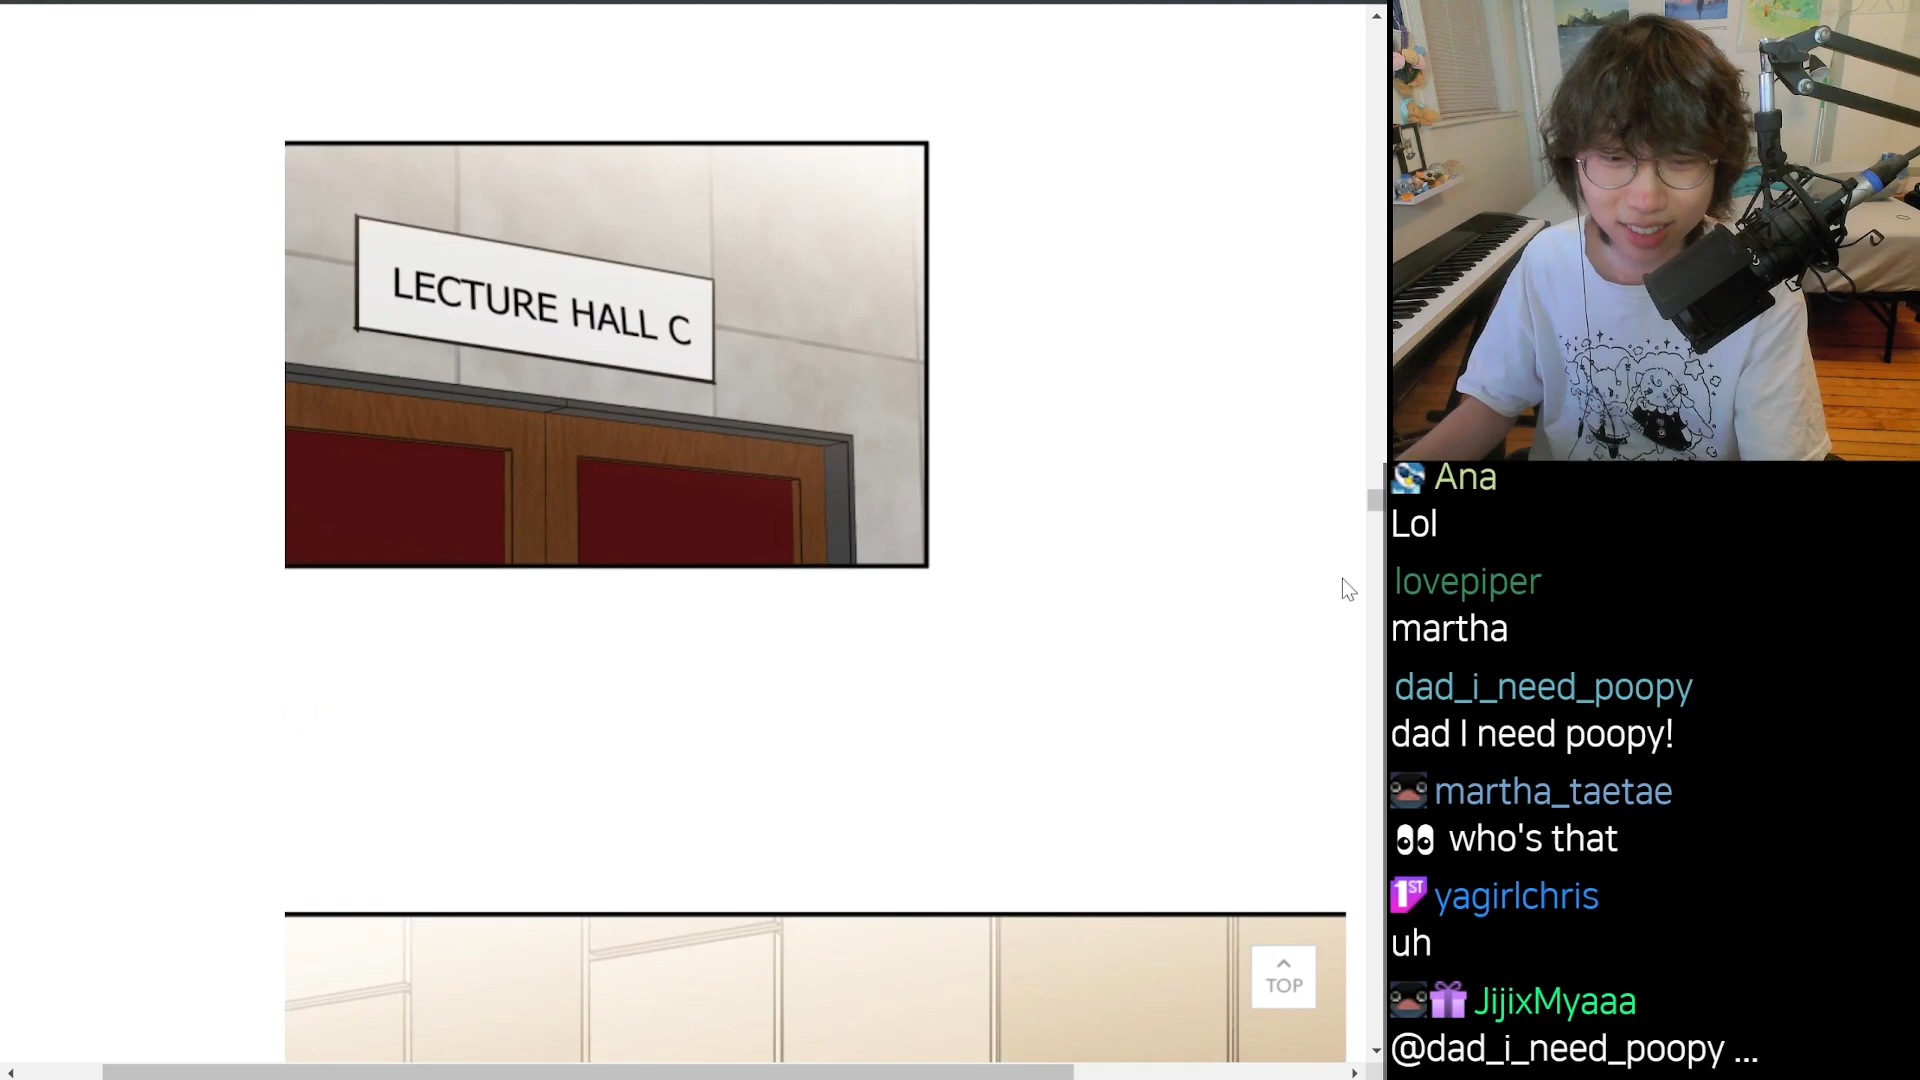 LECTURE HALL C
TOP
Ana
Lol
lovepiper
martha
dad_i_need_poopy
dad I need poopy!
martha_taetae
👀 who's that
1ST yagirlchris
uh
JijixMyaaa
@dad_i_need_poopy ...